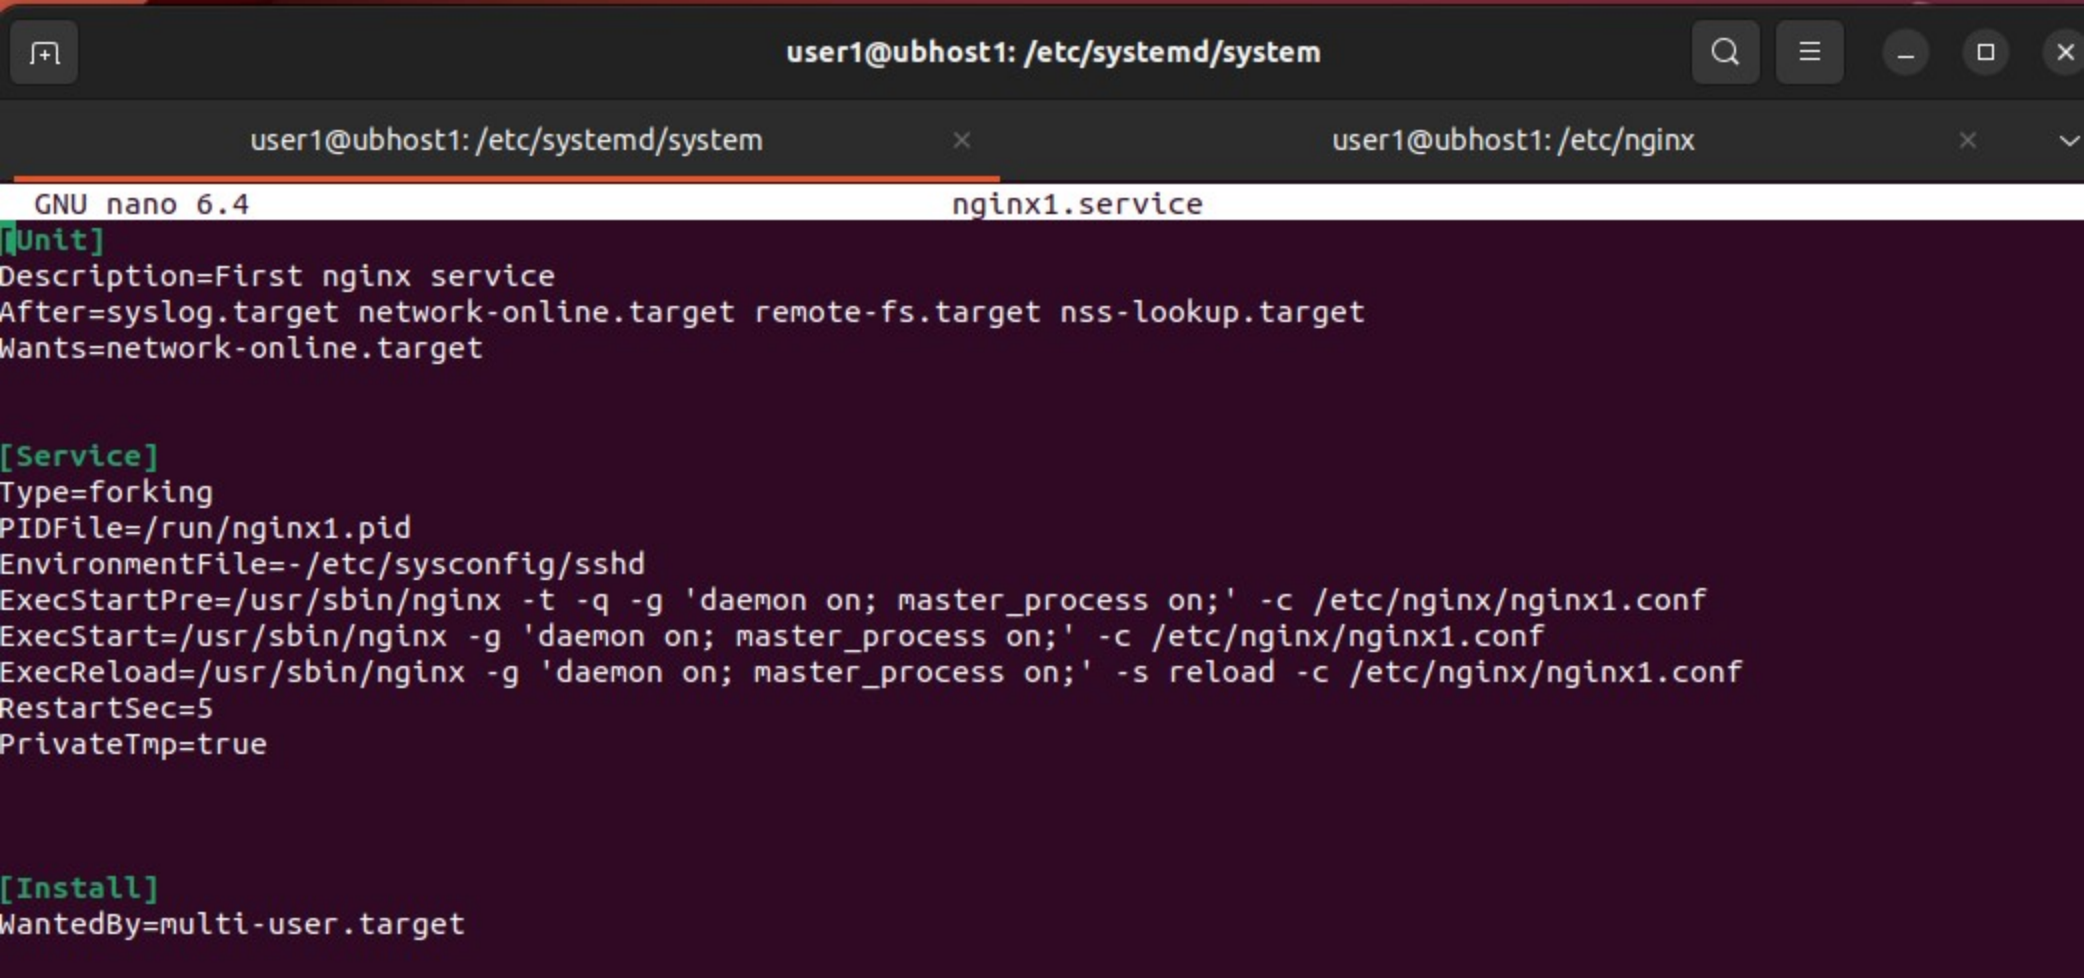 user1@ubhost1: /etc/systemd/system
user1@ubhost1: /etc/systemd/system
user1@ubhost1: /etc/nginx
GNU nano 6.4 nginx1.service
[Unit]
Description=First nginx service
After=syslog.target network-online.target remote-fs.target nss-lookup.target
Wants=network-online.target
[Service]
Type=forking
PIDFile=/run/nginx1.pid
EnvironmentFile=-/etc/sysconfig/sshd
ExecStartPre=/usr/sbin/nginx -t -q -g 'daemon on; master_process on;' -c /etc/nginx/nginx1.conf
ExecStart=/usr/sbin/nginx -g 'daemon on; master_process on;' -c /etc/nginx/nginx1.conf
ExecReload=/usr/sbin/nginx -g 'daemon on; master_process on;' -s reload -c /etc/nginx/nginx1.conf
RestartSec=5
PrivateTmp=true
[Install]
WantedBy=multi-user.target